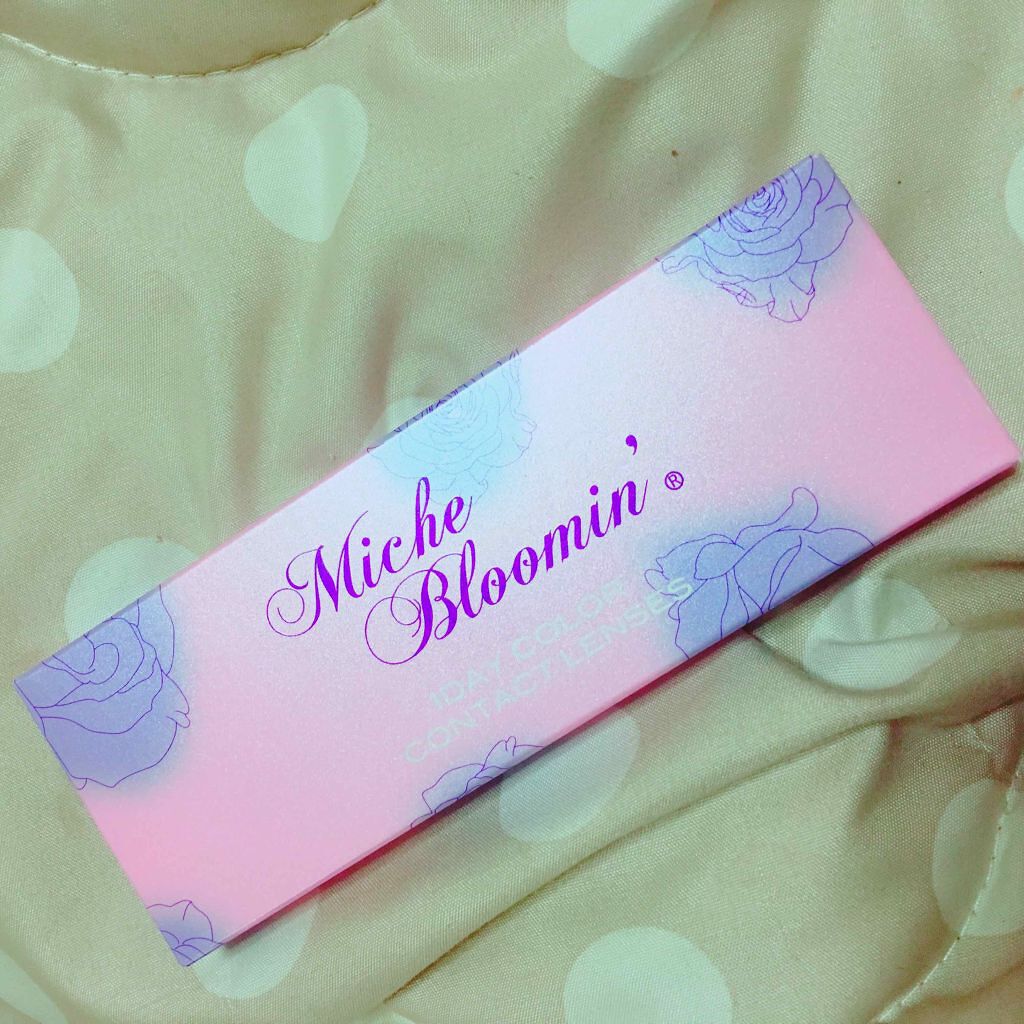 Miche
Bloomin'®
1DAY COLOR
CONTACT LENSES